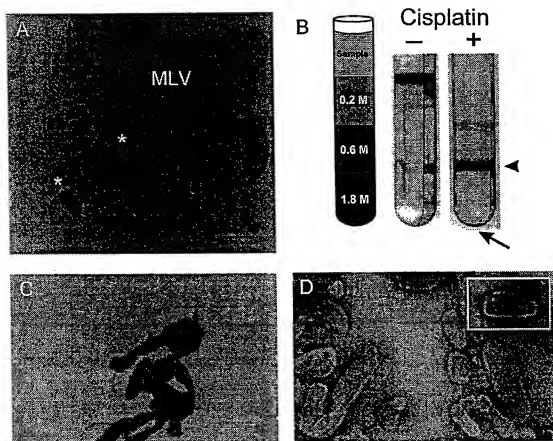 A
MLV
*
*
B
Cisplatin
– +
Sample
0.2 M
0.6 M
1.8 M
C
D